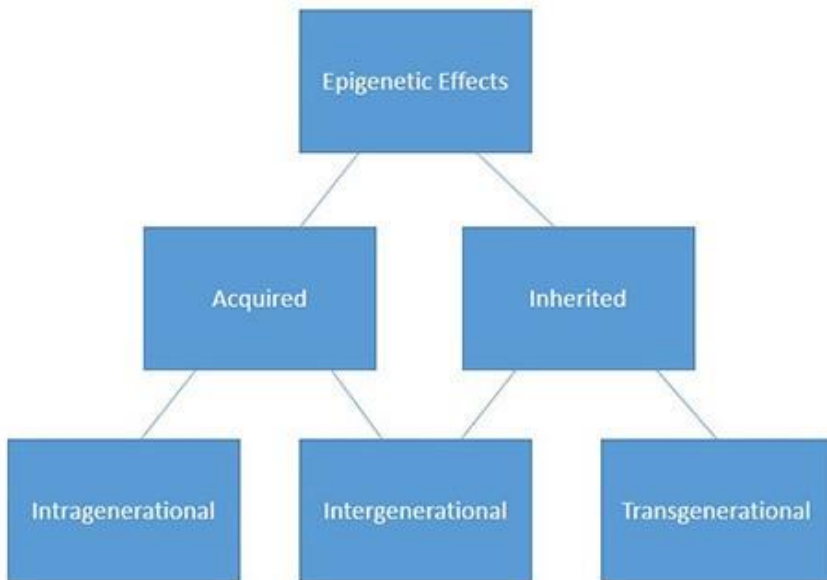 Epigenetic Effects
Acquired
Inherited
Intragenerational
Intergenerational
Transgenerational